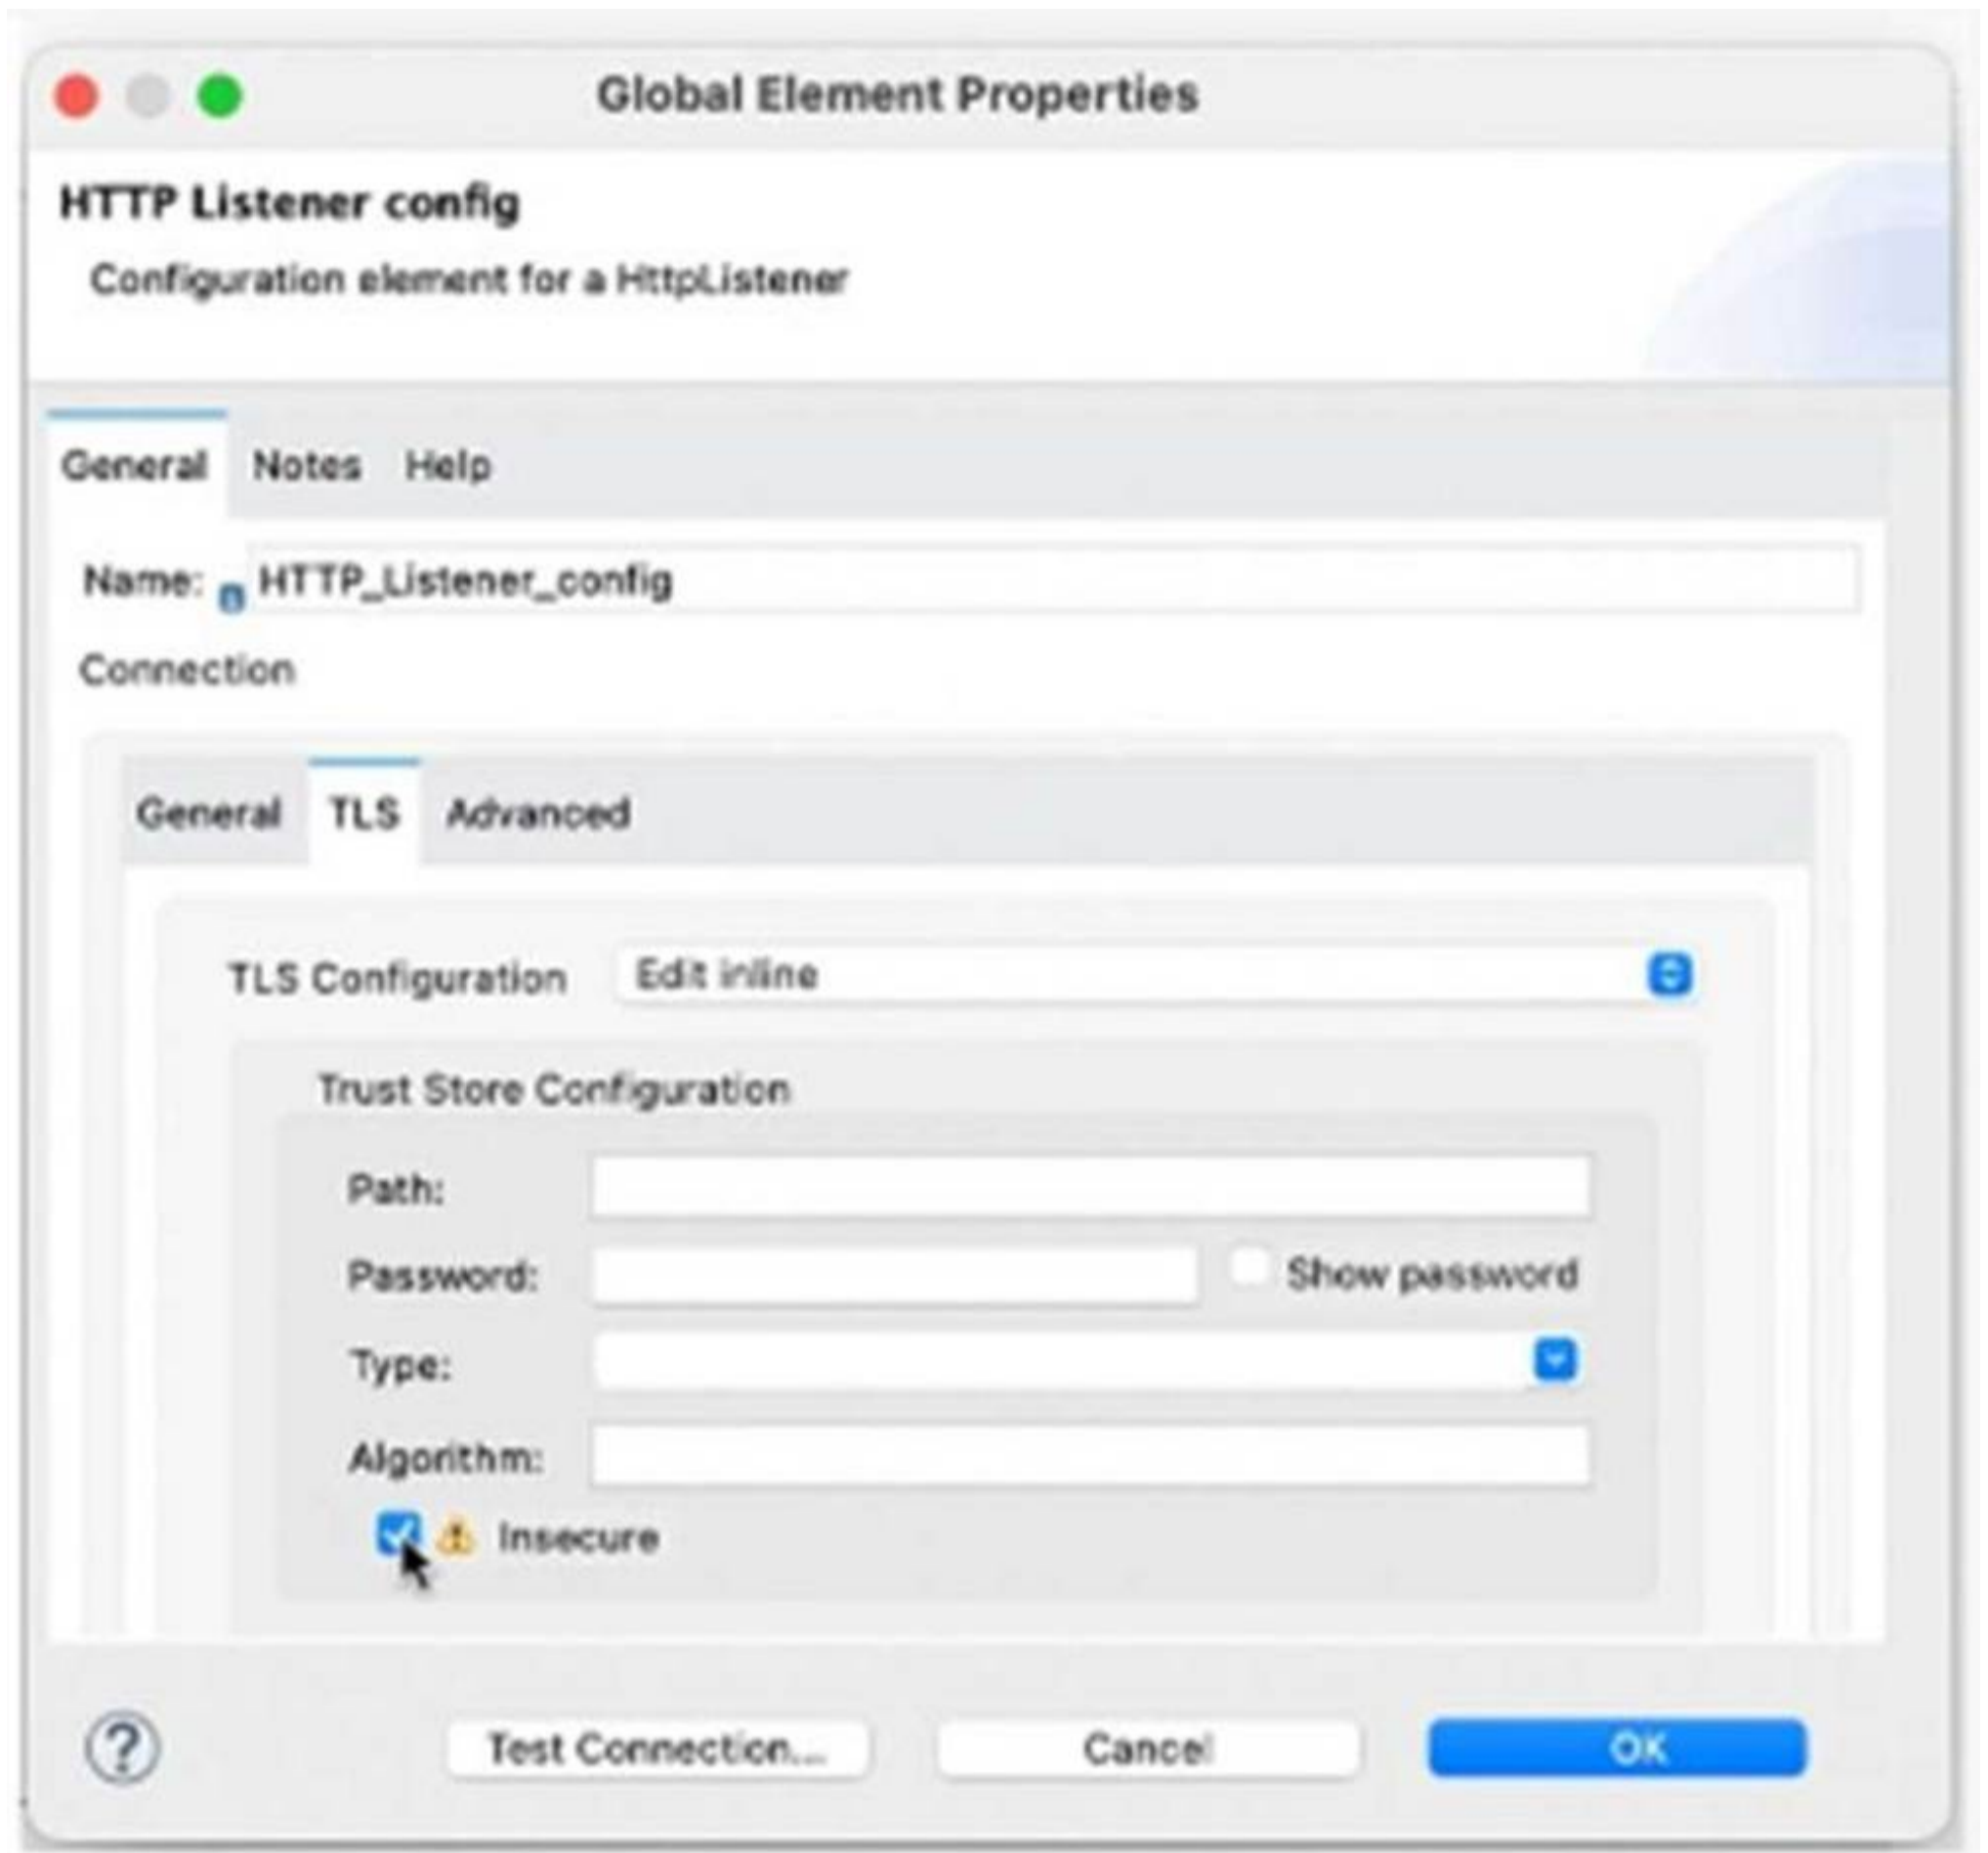 Global Element Properties
HTTP Listener config
Configuration element for a HttpListener
General Notes Help
Name: HTTP_Listener_config
Connection
General TLS Advanced
TLS Configuration Edit inline
Trust Store Configuration
Path:
Password: Show password
Type:
Algorithm:
Insecure
? Test Connection... Cancel OK